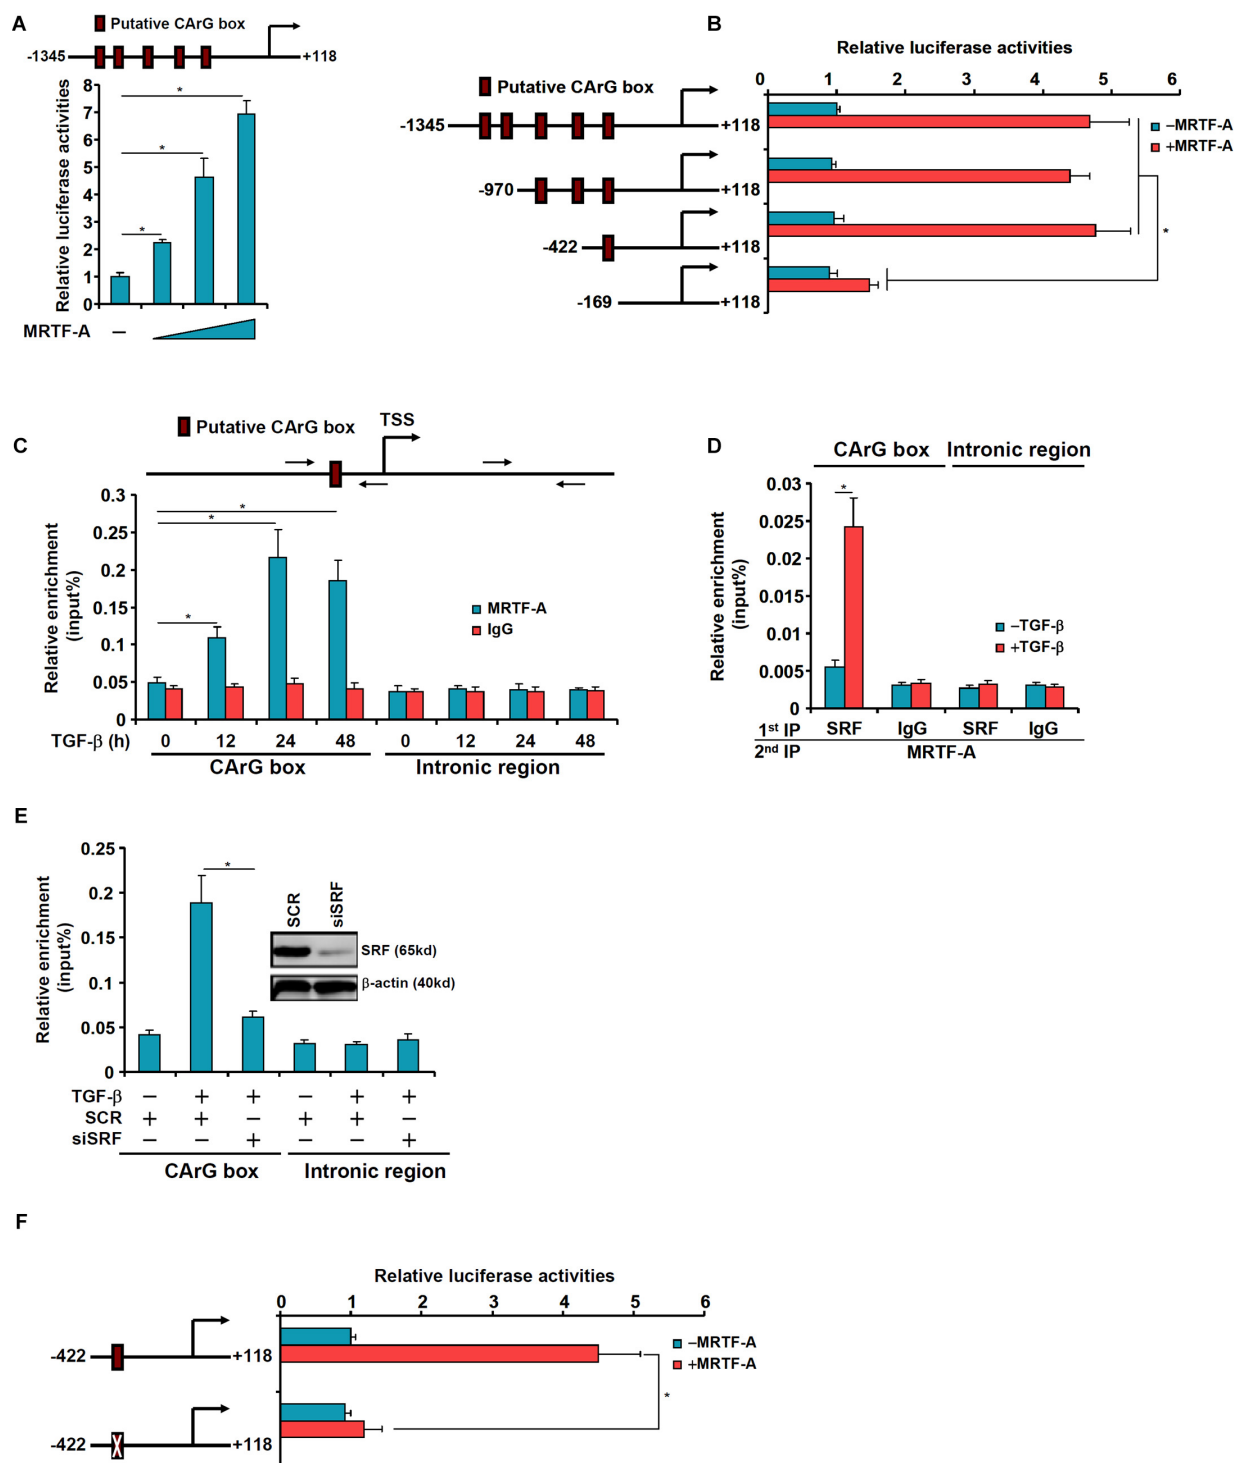 A
Putative CArG box
-1345
+118
Relative luciferase activities
8
7
6
5
4
3
2
1
0
*
*
*
MRTF-A
–
B
Relative luciferase activities
0 1 2 3 4 5 6
Putative CArG box
-1345
+118
-970
+118
-422
+118
-169
+118
–MRTF-A
+MRTF-A
*
C
Putative CArG box
TSS
Relative enrichment
(input%)
0.3
0.25
0.2
0.15
0.1
0.05
0
*
*
*
MRTF-A
IgG
TGF-β (h) 0 12 24 48 0 12 24 48
CArG box Intronic region
D
CArG box Intronic region
Relative enrichment
(input%)
0.03
0.025
0.02
0.015
0.01
0.005
0
*
–TGF-β
+TGF-β
1st IP SRF IgG SRF IgG
2nd IP MRTF-A
E
Relative enrichment
(input%)
0.25
0.2
0.15
0.1
0.05
0
*
SCR siSRF
SRF (65kd)
β-actin (40kd)
TGF-β – + + – + +
SCR + + – + + –
siSRF – – + – – +
CArG box Intronic region
F
Relative luciferase activities
0 1 2 3 4 5 6
-422
+118
-422
+118
–MRTF-A
+MRTF-A
*